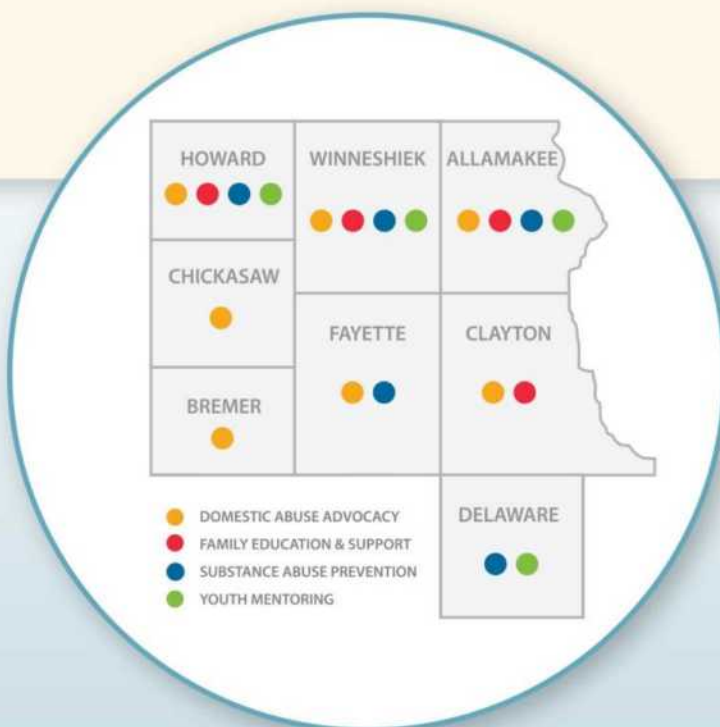 HOWARD
WINNESHIEK
ALLAMAKEE
CHICKASAW
FAYETTE
CLAYTON
BREMER
DELAWARE
DOMESTIC ABUSE ADVOCACY
FAMILY EDUCATION & SUPPORT
SUBSTANCE ABUSE PREVENTION
YOUTH MENTORING